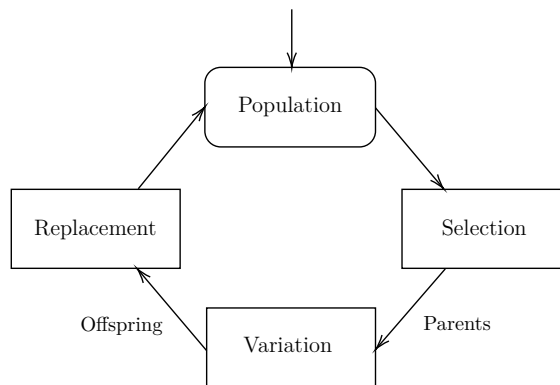 Population
Replacement
Selection
Offspring
Parents
Variation